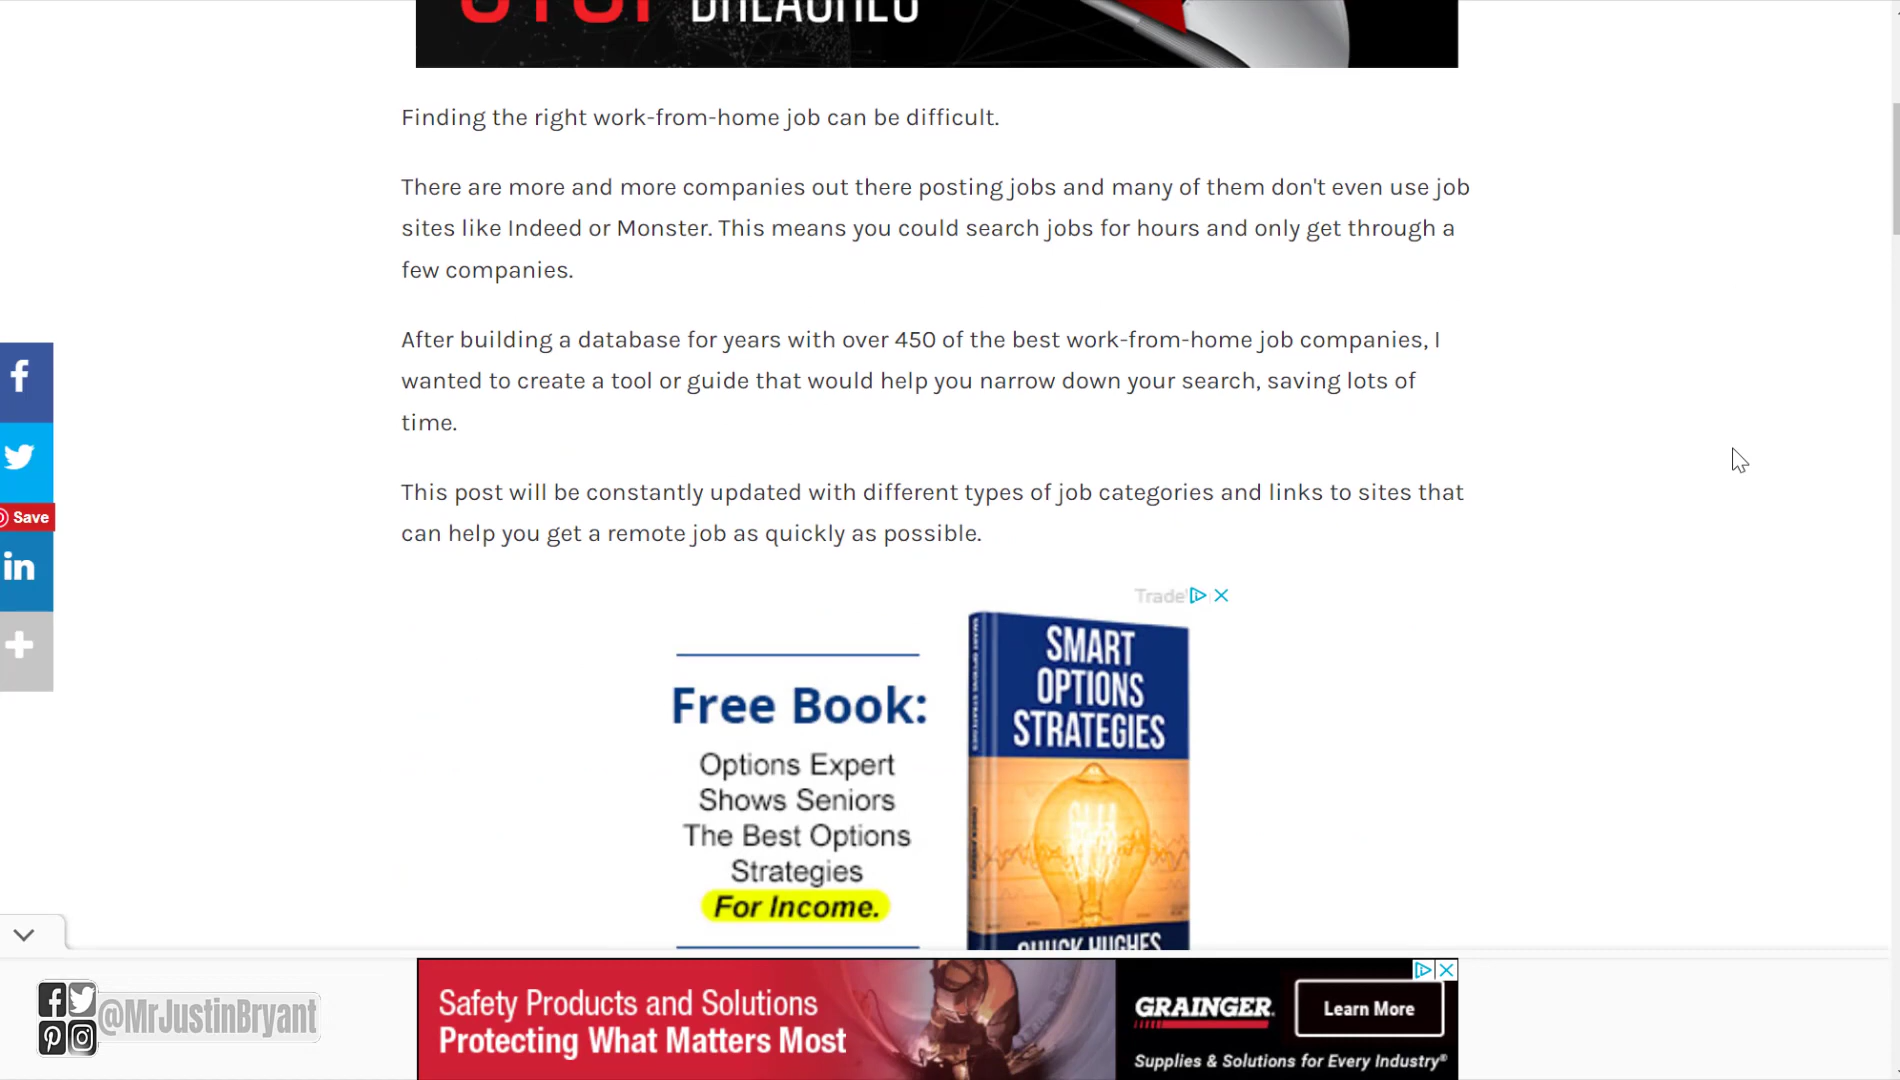 STOP BREACHES
Finding the right work-from-home job can be difficult.
There are more and more companies out there posting jobs and many of them don't even use job
sites like Indeed or Monster. This means you could search jobs for hours and only get through a
few companies.
After building a database for years with over 450 of the best work-from-home job companies, I
wanted to create a tool or guide that would help you narrow down your search, saving lots of
time.
Save
This post will be constantly updated with different types of job categories and links to sites that
can help you get a remote job as quickly as possible.
in
Trade
Free Book:
Options Expert
Shows Seniors
The Best Options
Strategies
For Income.
SMART
OPTIONS
STRATEGIES
CHUCK HUGHES
@MrJustinBryant
Safety Products and Solutions
Protecting What Matters Most
GRAINGER
Learn More
Supplies & Solutions for Every Industry®